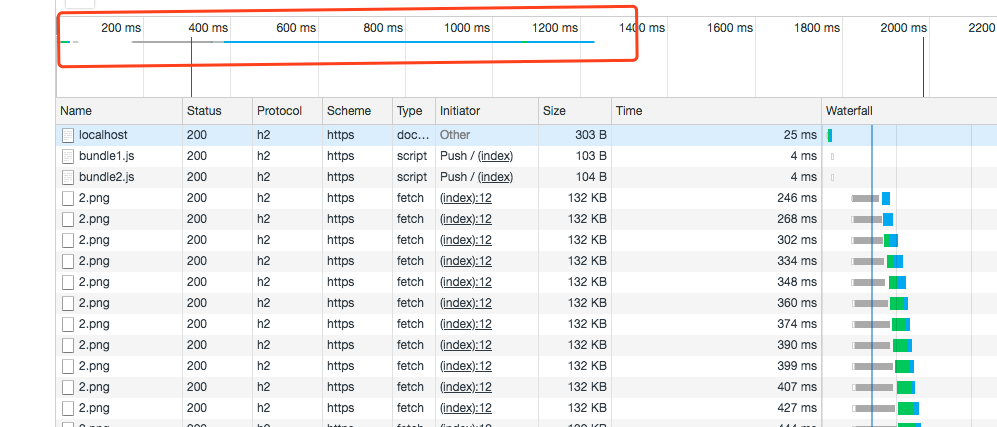 200 ms 400 ms 600 ms 800 ms 1000 ms 1200 ms 1400 ms 1600 ms 1800 ms 2000 ms 2200
Name Status Protocol Scheme Type Initiator Size Time Waterfall
localhost 200 h2 https doc... Other 303 B 25 ms
bundle1.js 200 h2 https script Push / (index) 103 B 4 ms
bundle2.js 200 h2 https script Push / (index) 104 B 4 ms
2.png 200 h2 https fetch (index):12 132 KB 246 ms
2.png 200 h2 https fetch (index):12 132 KB 268 ms
2.png 200 h2 https fetch (index):12 132 KB 302 ms
2.png 200 h2 https fetch (index):12 132 KB 334 ms
2.png 200 h2 https fetch (index):12 132 KB 348 ms
2.png 200 h2 https fetch (index):12 132 KB 360 ms
2.png 200 h2 https fetch (index):12 132 KB 374 ms
2.png 200 h2 https fetch (index):12 132 KB 390 ms
2.png 200 h2 https fetch (index):12 132 KB 399 ms
2.png 200 h2 https fetch (index):12 132 KB 407 ms
2.png 200 h2 https fetch (index):12 132 KB 427 ms